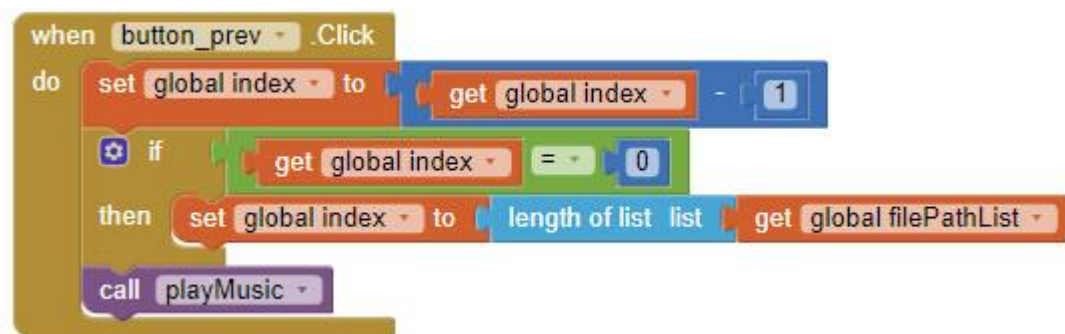 when button_prev .Click
do set global index to get global index - 1
if get global index = 0
then set global index to length of list list get global filePathList
call playMusic